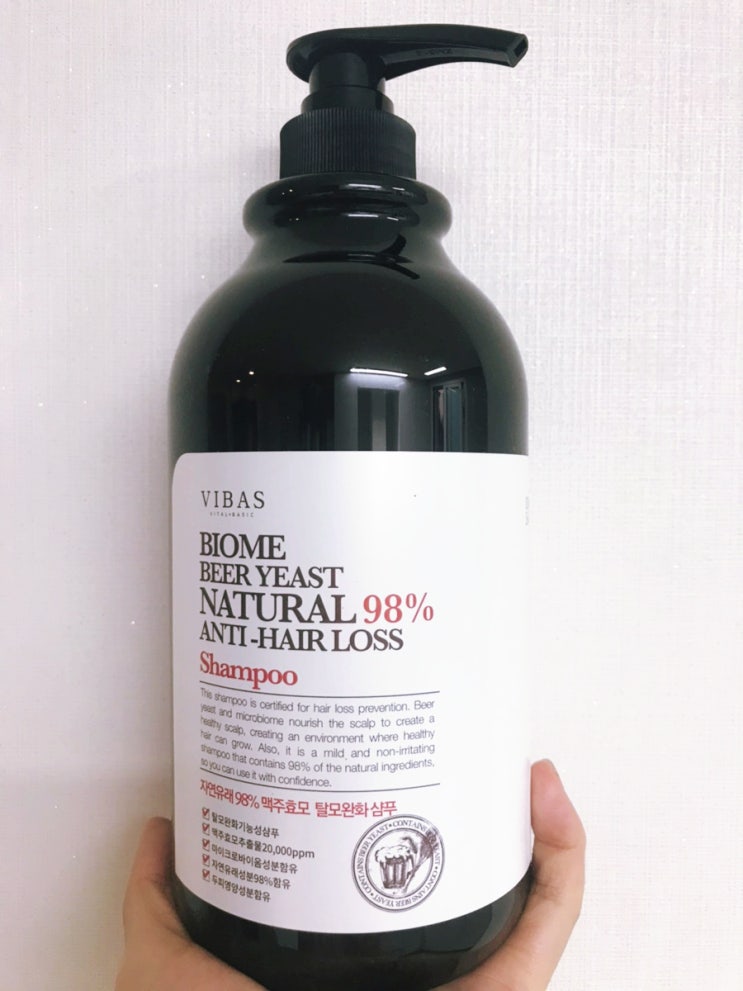 VIBAS
VITAL+BASIC
BIOME
BEER YEAST
NATURAL 98%
ANTI-HAIR LOSS
Shampoo
This shampoo is certified for hair loss prevention. Beer
yeast and microbiome nourish the scalp to create a
healthy scalp, creating an environment where healthy
hair can grow. Also, it is a mild and non-irritating
shampoo that contains 98% of the natural ingredients,
so you can use it with confidence.
자연유래 98% 맥주효모 탈모완화 샴푸
탈모완화기능성샴푸
맥주효모추출물20,000ppm
마이크로바이옴성분함유
자연유래성분98%함유
두피영양성분함유
CONTAINS BEER YEAST • CONTAINS BEER YEAST •